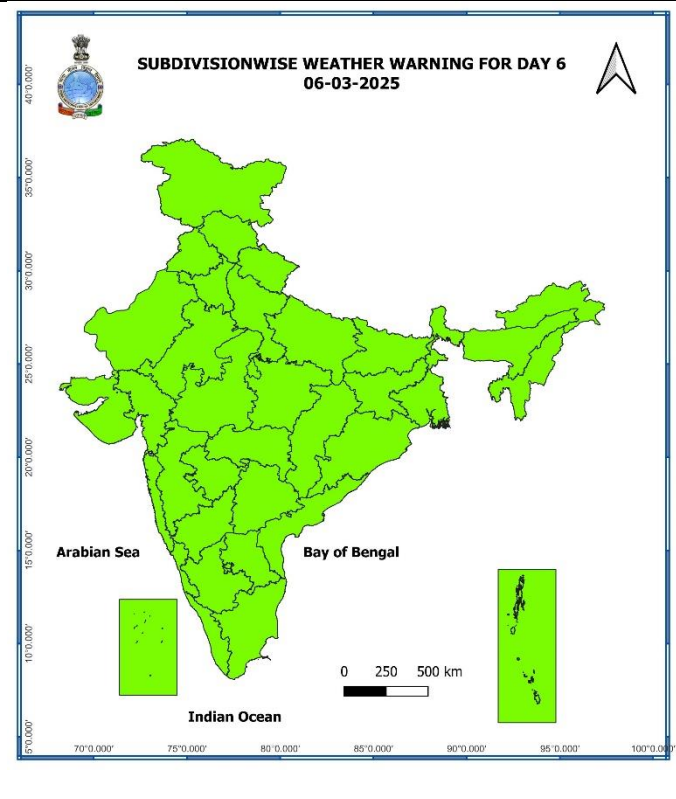 SUBDIVISIONWISE WEATHER WARNING FOR DAY 6
06-03-2025
40°0.000'
35°0.000'
30°0.000'
25°0.000'
20°0.000'
15°0.000'
10°0.000'
5°0.000'
Arabian Sea
Bay of Bengal
0 250 500 km
Indian Ocean
70°0.000' 75°0.000' 80°0.000' 85°0.000' 90°0.000' 95°0.000' 100°0.000'